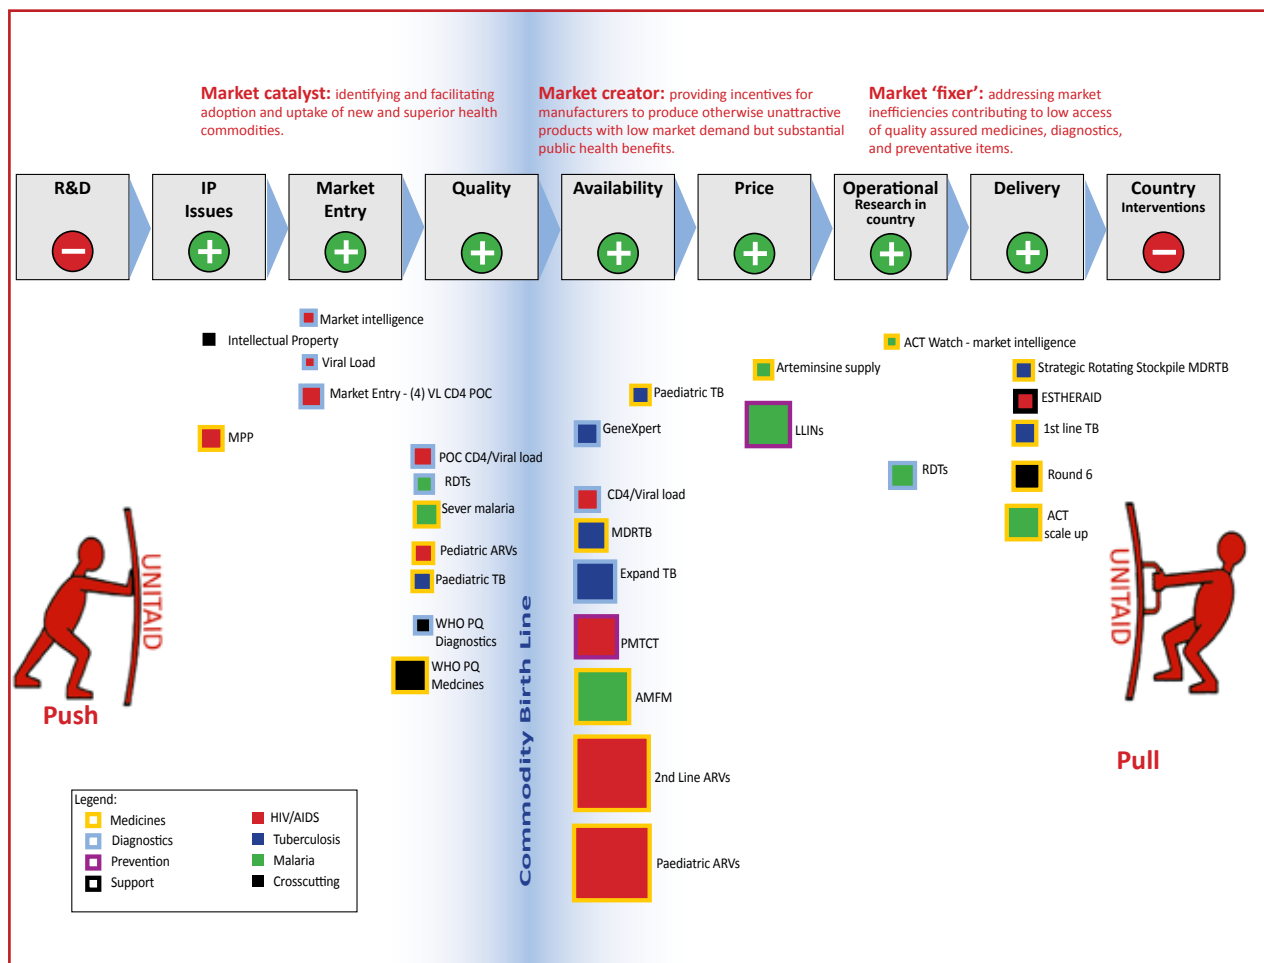 Market catalyst: identifying and facilitating
adoption and uptake of new and superior health
commodities.
Market creator: providing incentives for
manufacturers to produce otherwise unattractive
products with low market demand but substantial
public health benefits.
Market ‘fixer’: addressing market
inefficiencies contributing to low access
of quality assured medicines, diagnostics,
and preventative items.
R&D
IP
Issues
Market
Entry
Quality
Availability
Price
Operational
Research in
country
Delivery
Country
Interventions
Market intelligence
Intellectual Property
Viral Load
Market Entry - (4) VL CD4 POC
MPP
POC CD4/Viral load
RDTs
Sever malaria
Pediatric ARVs
Paediatric TB
WHO PQ
Diagnostics
WHO PQ
Medcines
Commodity Birth Line
Paediatric TB
GeneXpert
CD4/Viral load
MDRTB
Expand TB
PMTCT
AMFM
2nd Line ARVs
Paediatric ARVs
Arteminsine supply
LLINs
ACT Watch - market intelligence
RDTs
Strategic Rotating Stockpile MDRTB
ESTHERAID
1st line TB
Round 6
ACT
scale up
UNITAID
Push
UNITAID
Pull
Legend:
Medicines
Diagnostics
Prevention
Support
HIV/AIDS
Tuberculosis
Malaria
Crosscutting